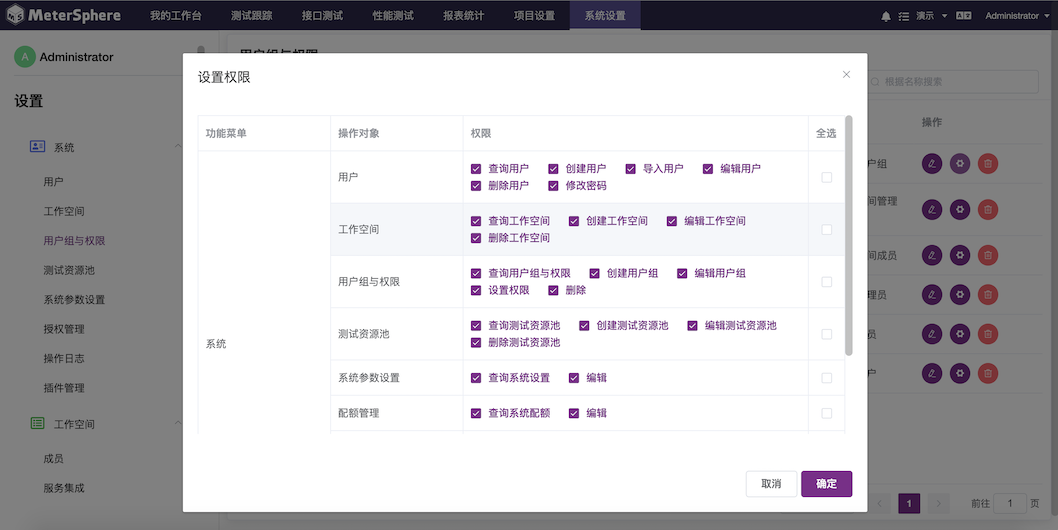 MeterSphere 我的工作台 测试跟踪 接口测试 性能测试 报表统计 项目设置 系统设置 演示 Administrator
A Administrator
设置
系统
用户
工作空间
用户组与权限
测试资源池
系统参数设置
授权管理
操作日志
插件管理
工作空间
成员
服务集成
用户组与权限
根据名称搜索
操作
户组
间管理
间成员
理员
员
户
设置权限
功能菜单 操作对象 权限 全选
系统
用户
查询用户 创建用户 导入用户 编辑用户
删除用户 修改密码
工作空间
查询工作空间 创建工作空间 编辑工作空间
删除工作空间
用户组与权限
查询用户组与权限 创建用户组 编辑用户组
设置权限 删除
测试资源池
查询测试资源池 创建测试资源池 编辑测试资源池
删除测试资源池
系统参数设置 查询系统设置 编辑
配额管理 查询系统配额 编辑
取消 确定
1 前往 1 页